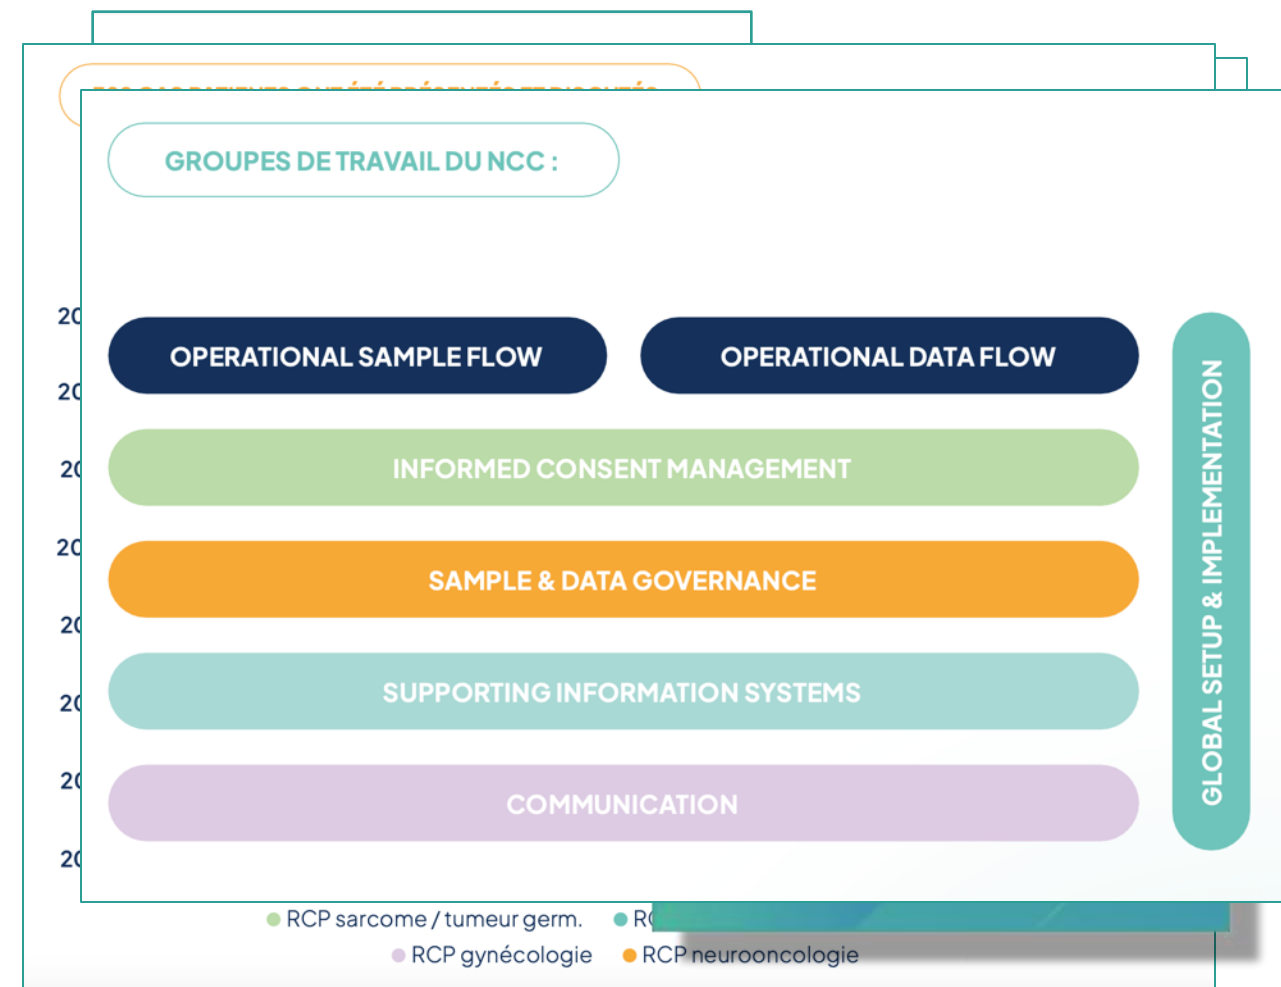 GROUPES DE TRAVAIL DU NCC :
OPERATIONAL SAMPLE FLOW
OPERATIONAL DATA FLOW
INFORMED CONSENT MANAGEMENT
SAMPLE & DATA GOVERNANCE
SUPPORTING INFORMATION SYSTEMS
COMMUNICATION
GLOBAL SETUP & IMPLEMENTATION
RCP sarcome / tumeur germ.
RCP gynécologie
RCP neurooncologie